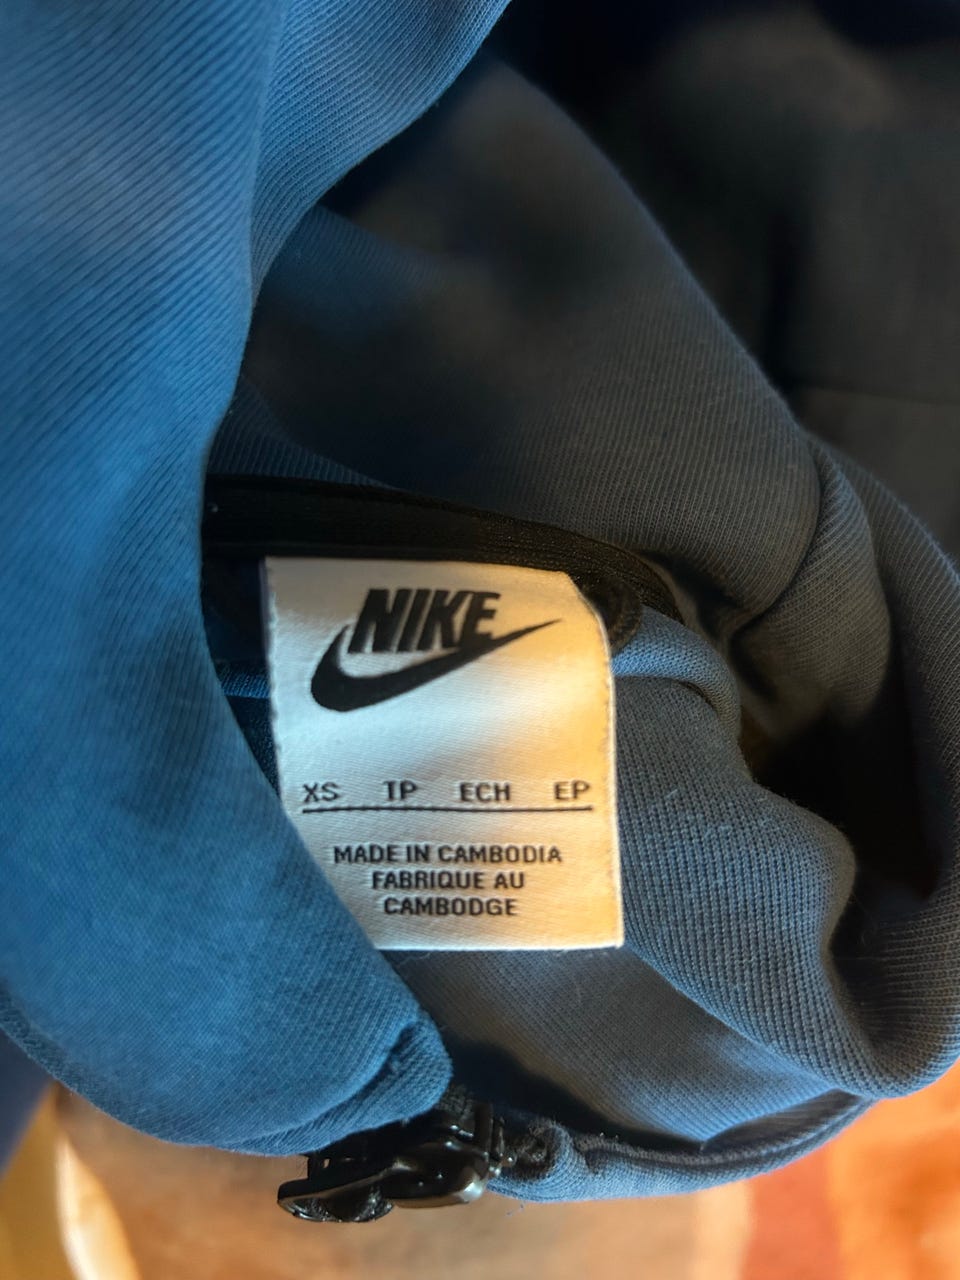 NIKE
XS TP ECH EP
MADE IN CAMBODIA
FABRIQUE AU
CAMBODGE